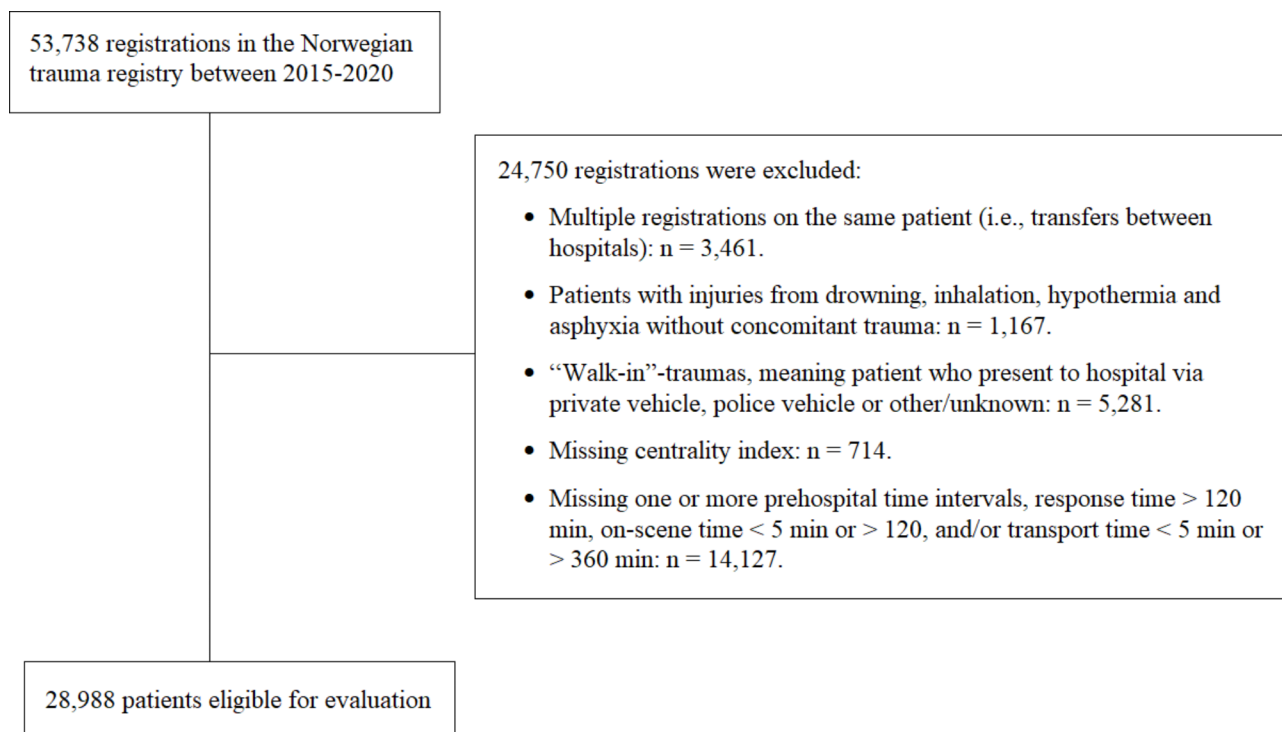 53,738 registrations in the Norwegian
trauma registry between 2015-2020
24,750 registrations were excluded:
• Multiple registrations on the same patient (i.e., transfers between
hospitals): n = 3,461.
• Patients with injuries from drowning, inhalation, hypothermia and
asphyxia without concomitant trauma: n = 1,167.
• “Walk-in”-traumas, meaning patient who present to hospital via
private vehicle, police vehicle or other/unknown: n = 5,281.
• Missing centrality index: n = 714.
• Missing one or more prehospital time intervals, response time > 120
min, on-scene time < 5 min or > 120, and/or transport time < 5 min or
> 360 min: n = 14,127.
28,988 patients eligible for evaluation